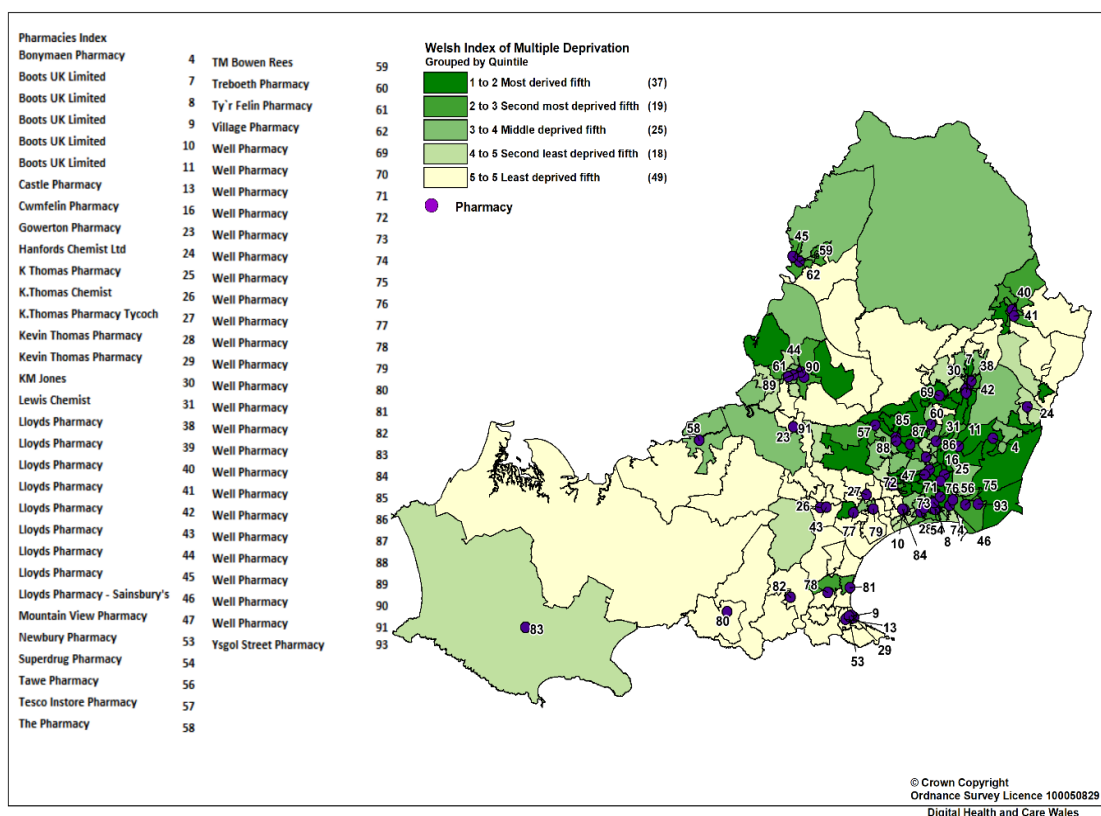 Pharmacies Index
Bonymaen Pharmacy 4
Boots UK Limited 7
Boots UK Limited 8
Boots UK Limited 9
Boots UK Limited 10
Boots UK Limited 11
Castle Pharmacy 13
Cwmfelin Pharmacy 16
Gowerton Pharmacy 23
Hanfords Chemist Ltd 24
K Thomas Pharmacy 25
K.Thomas Chemist 26
K.Thomas Pharmacy Tycoch 27
Kevin Thomas Pharmacy 28
Kevin Thomas Pharmacy 29
KM Jones 30
Lewis Chemist 31
Lloyds Pharmacy 38
Lloyds Pharmacy 39
Lloyds Pharmacy 40
Lloyds Pharmacy 41
Lloyds Pharmacy 42
Lloyds Pharmacy 43
Lloyds Pharmacy 44
Lloyds Pharmacy 45
Lloyds Pharmacy - Sainsbury's 46
Mountain View Pharmacy 47
Newbury Pharmacy 53
Superdrug Pharmacy 54
Tawe Pharmacy 56
Tesco Instore Pharmacy 57
The Pharmacy 58
TM Bowen Rees 59
Treboeth Pharmacy 60
Ty`r Felin Pharmacy 61
Village Pharmacy 62
Well Pharmacy 69
Well Pharmacy 70
Well Pharmacy 71
Well Pharmacy 72
Well Pharmacy 73
Well Pharmacy 74
Well Pharmacy 75
Well Pharmacy 76
Well Pharmacy 77
Well Pharmacy 78
Well Pharmacy 79
Well Pharmacy 80
Well Pharmacy 81
Well Pharmacy 82
Well Pharmacy 83
Well Pharmacy 84
Well Pharmacy 85
Well Pharmacy 86
Well Pharmacy 87
Well Pharmacy 88
Well Pharmacy 89
Well Pharmacy 90
Well Pharmacy 91
Ysgol Street Pharmacy 93
Welsh Index of Multiple Deprivation
Grouped by Quintile
1 to 2 Most derived fifth (37)
2 to 3 Second most deprived fifth (19)
3 to 4 Middle deprived fifth (25)
4 to 5 Second least deprived fifth (18)
5 to 5 Least deprived fifth (49)
Pharmacy
45
59
62
40
41
44
61
90
89
7
30
38
42
69
24
58
23
91
57
85
60
31
11
88
87
86
4
16
47
25
72
71
76
56
75
27
73
93
26
43
77
79
10
84
28
54
8
74
46
82
78
81
80
9
13
29
53
83
© Crown Copyright
Ordnance Survey Licence 100050829
Digital Health and Care Wales